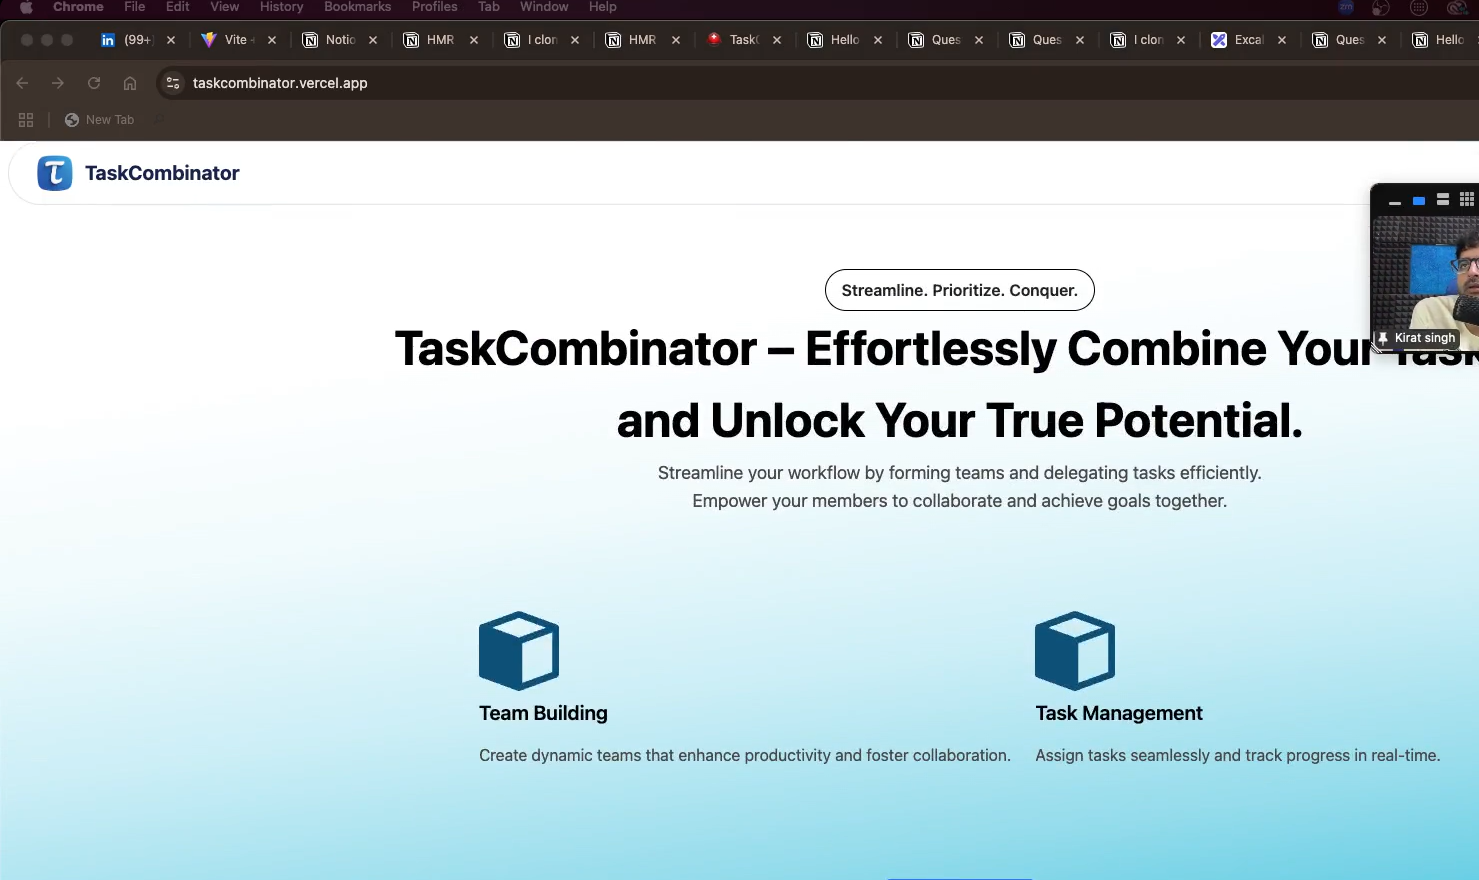 Chrome File Edit View History Bookmarks Profiles Tab Window Help zm
in (99+) Vite Notio HMR I clon HMR Task Hello Ques Ques I clon Excal Ques Hello
taskcombinator.vercel.app
New Tab
TaskCombinator
Streamline. Prioritize. Conquer.
TaskCombinator – Effortlessly Combine Your
and Unlock Your True Potential.
Kirat singh
Streamline your workflow by forming teams and delegating tasks efficiently.
Empower your members to collaborate and achieve goals together.
Team Building
Task Management
Create dynamic teams that enhance productivity and foster collaboration.
Assign tasks seamlessly and track progress in real-time.